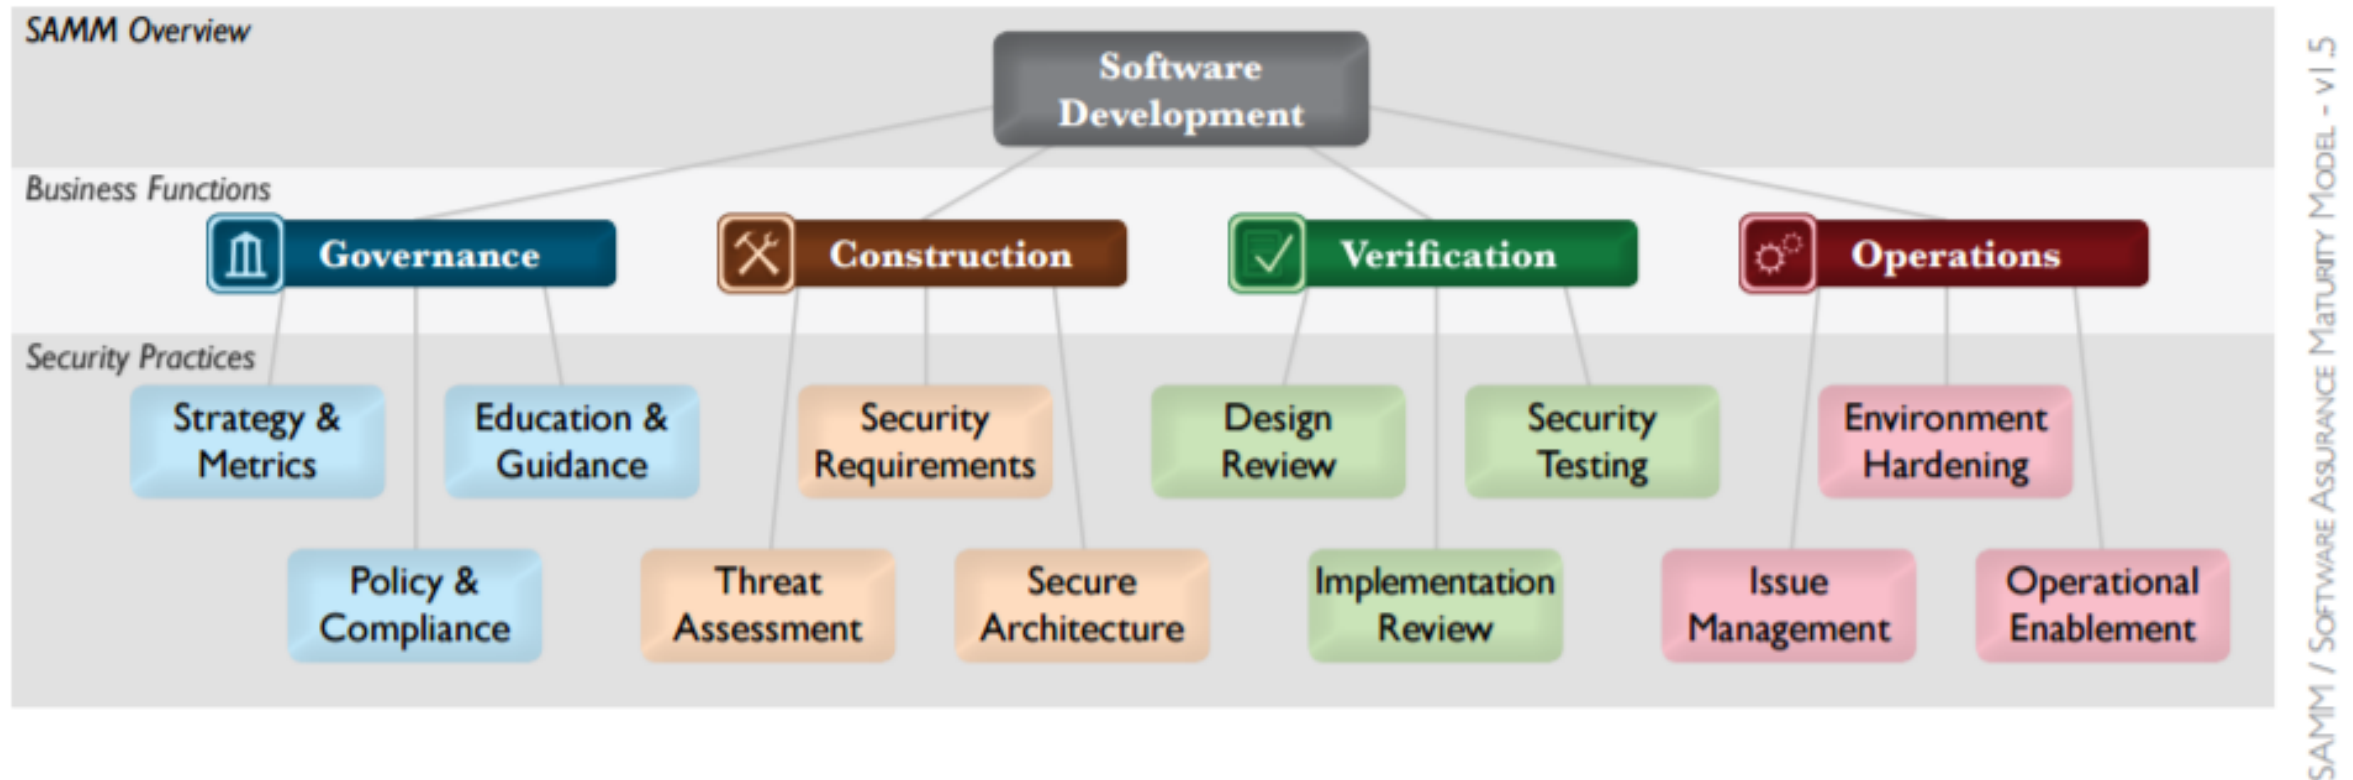 SAMM Overview
Software
Development
Business Functions
Governance
Construction
Verification
Operations
Security Practices
Strategy &
Metrics
Education &
Guidance
Security
Requirements
Design
Review
Security
Testing
Environment
Hardening
Policy &
Compliance
Threat
Assessment
Secure
Architecture
Implementation
Review
Issue
Management
Operational
Enablement
SAMM / SOFTWARE ASSURANCE MATURITY MODEL - v1.5